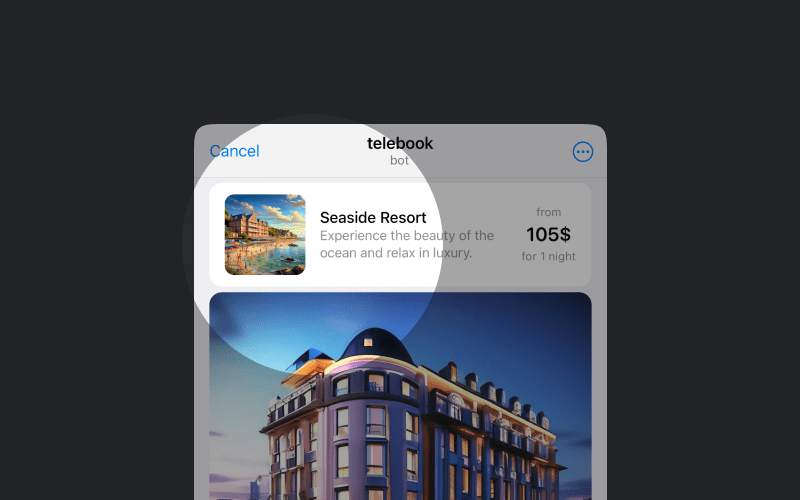 Cancel
telebook
bot
Seaside Resort
Experience the beauty of the
ocean and relax in luxury.
from
105$
for 1 night